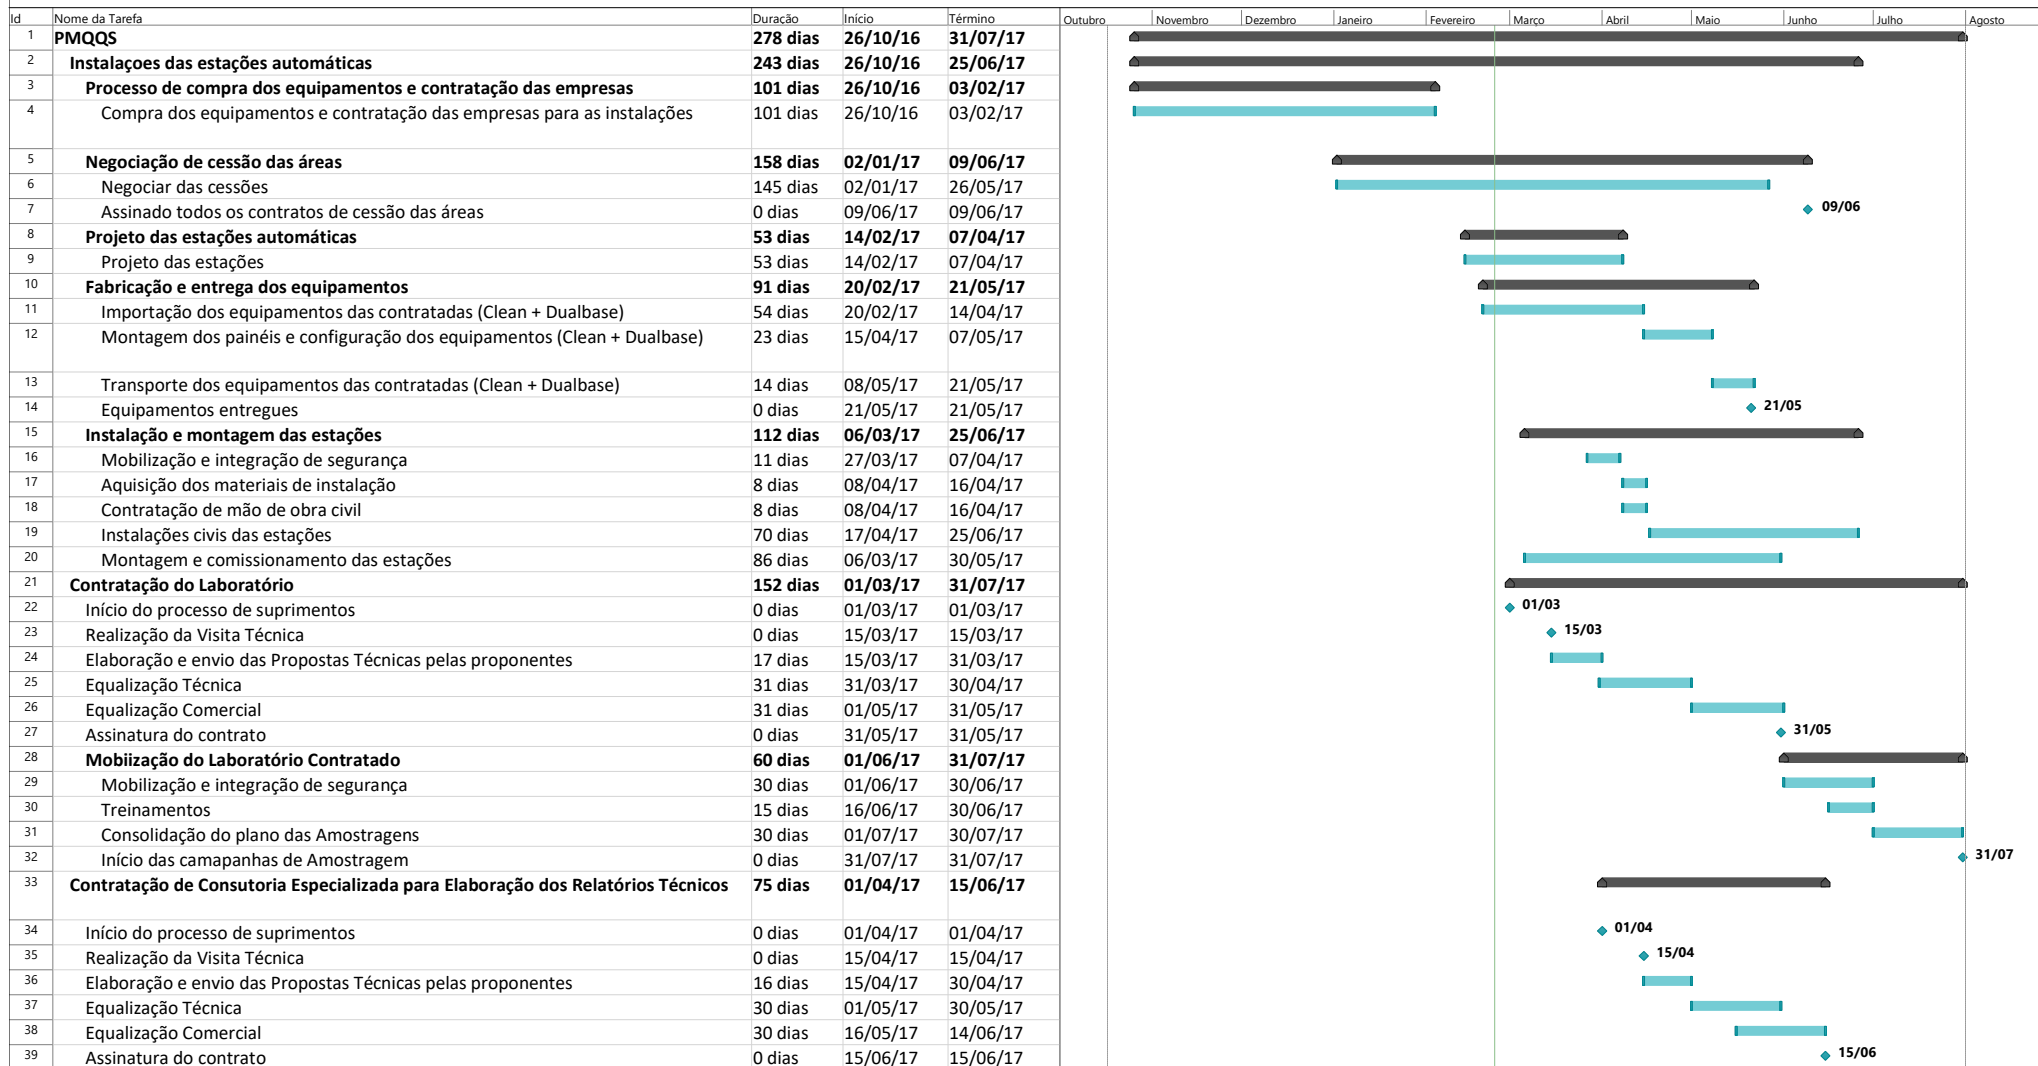 Id Nome da Tarefa Duração Início Término Outubro Novembro Dezembro Janeiro Fevereiro Março Abril Maio Junho Julho Agosto
1 PMQQS 278 dias 26/10/16 31/07/17
2 Instalaçoes das estações automáticas 243 dias 26/10/16 25/06/17
3 Processo de compra dos equipamentos e contratação das empresas 101 dias 26/10/16 03/02/17
4 Compra dos equipamentos e contratação das empresas para as instalações 101 dias 26/10/16 03/02/17
5 Negociação de cessão das áreas 158 dias 02/01/17 09/06/17
6 Negociar das cessões 145 dias 02/01/17 26/05/17
7 Assinado todos os contratos de cessão das áreas 0 dias 09/06/17 09/06/17 09/06
8 Projeto das estações automáticas 53 dias 14/02/17 07/04/17
9 Projeto das estações 53 dias 14/02/17 07/04/17
10 Fabricação e entrega dos equipamentos 91 dias 20/02/17 21/05/17
11 Importação dos equipamentos das contratadas (Clean + Dualbase) 54 dias 20/02/17 14/04/17
12 Montagem dos painéis e configuração dos equipamentos (Clean + Dualbase) 23 dias 15/04/17 07/05/17
13 Transporte dos equipamentos das contratadas (Clean + Dualbase) 14 dias 08/05/17 21/05/17
14 Equipamentos entregues 0 dias 21/05/17 21/05/17 21/05
15 Instalação e montagem das estações 112 dias 06/03/17 25/06/17
16 Mobilização e integração de segurança 11 dias 27/03/17 07/04/17
17 Aquisição dos materiais de instalação 8 dias 08/04/17 16/04/17
18 Contratação de mão de obra civil 8 dias 08/04/17 16/04/17
19 Instalações civis das estações 70 dias 17/04/17 25/06/17
20 Montagem e comissionamento das estações 86 dias 06/03/17 30/05/17
21 Contratação do Laboratório 152 dias 01/03/17 31/07/17
22 Início do processo de suprimentos 0 dias 01/03/17 01/03/17 01/03
23 Realização da Visita Técnica 0 dias 15/03/17 15/03/17 15/03
24 Elaboração e envio das Propostas Técnicas pelas proponentes 17 dias 15/03/17 31/03/17
25 Equalização Técnica 31 dias 31/03/17 30/04/17
26 Equalização Comercial 31 dias 01/05/17 31/05/17
27 Assinatura do contrato 0 dias 31/05/17 31/05/17 31/05
28 Mobiização do Laboratório Contratado 60 dias 01/06/17 31/07/17
29 Mobilização e integração de segurança 30 dias 01/06/17 30/06/17
30 Treinamentos 15 dias 16/06/17 30/06/17
31 Consolidação do plano das Amostragens 30 dias 01/07/17 30/07/17
32 Início das camapanhas de Amostragem 0 dias 31/07/17 31/07/17 31/07
33 Contratação de Consutoria Especializada para Elaboração dos Relatórios Técnicos 75 dias 01/04/17 15/06/17
34 Início do processo de suprimentos 0 dias 01/04/17 01/04/17 01/04
35 Realização da Visita Técnica 0 dias 15/04/17 15/04/17 15/04
36 Elaboração e envio das Propostas Técnicas pelas proponentes 16 dias 15/04/17 30/04/17
37 Equalização Técnica 30 dias 01/05/17 30/05/17
38 Equalização Comercial 30 dias 16/05/17 14/06/17
39 Assinatura do contrato 0 dias 15/06/17 15/06/17 15/06